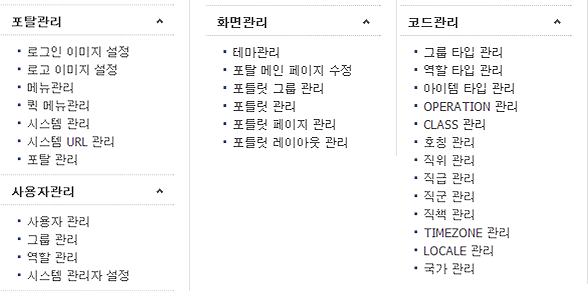 포탈관리
로그인 이미지 설정
로고 이미지 설정
메뉴관리
퀵 메뉴관리
시스템 관리
시스템 URL 관리
포탈 관리
사용자관리
사용자 관리
그룹 관리
역할 관리
시스템 관리자 설정
화면관리
테마관리
포탈 메인 페이지 수정
포틀릿 그룹 관리
포틀릿 관리
포틀릿 페이지 관리
포틀릿 레이아웃 관리
코드관리
그룹 타입 관리
역할 타입 관리
아이템 타입 관리
OPERATION 관리
CLASS 관리
호칭 관리
직위 관리
직급 관리
직군 관리
직책 관리
TIMEZONE 관리
LOCALE 관리
국가 관리